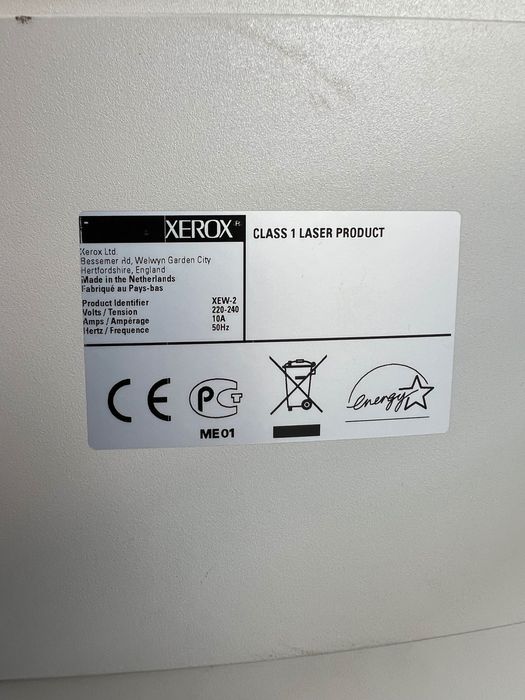 XEROX®
CLASS 1 LASER PRODUCT
Xerox Ltd.
Bessemer Rd, Welwyn Garden City
Hertfordshire, England
Made in the Netherlands
Fabriqué au Pays-bas
Product Identifier XEW-2
Volts / Tension 220-240
Amps / Ampérage 10A
Hertz / Frequence 50Hz
CE PCT energy
ME01